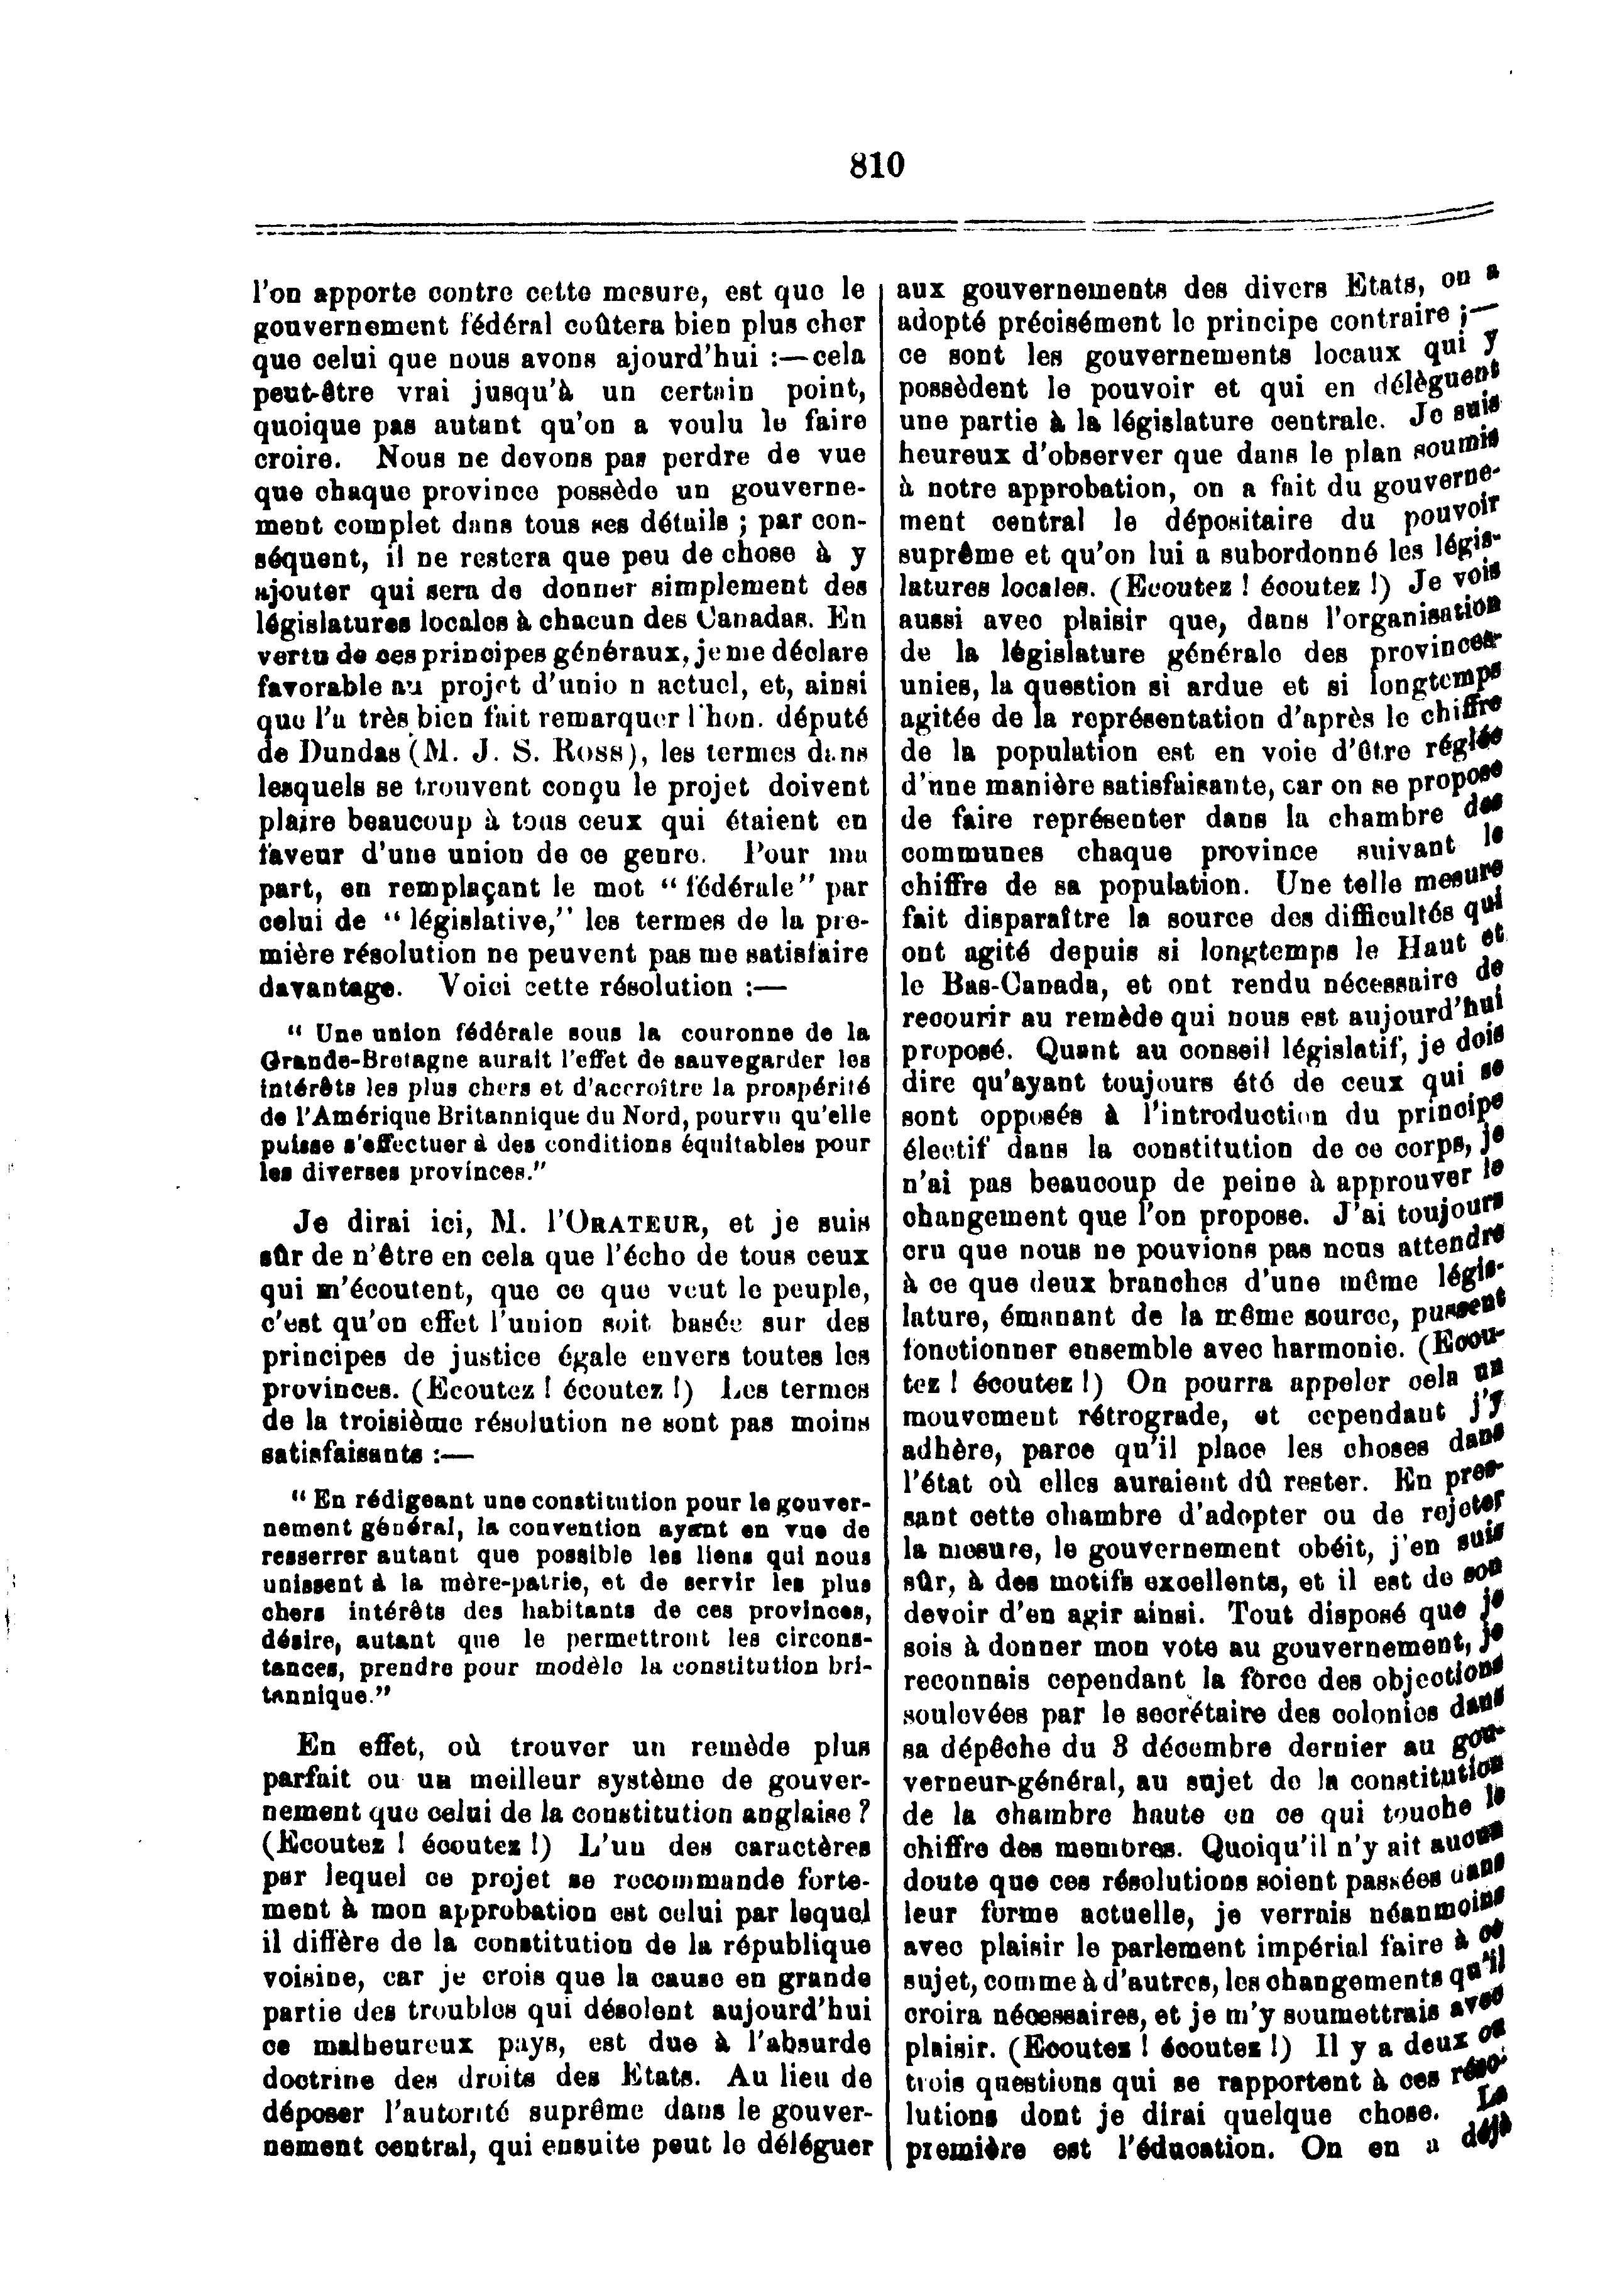 810
l'on apporte contre cette mesure, est que le
gouvernement fédéral coûtera bien plus cher
que celui que nous avons ajourd'hui :—cela
peut-être vrai jusqu'à un certain point,
quoique pas autant qu'on a voulu le faire
croire. Nous ne devons pas perdre de vue
que chaque province possède un gouverne-
ment complet dans tous ses détails ; par con-
séquent, il ne restera que peu de chose à y
ajouter qui sera de donner simplement des
législatures locales à chacun des Canadas. En
vertu de ces principes généraux, je me déclare
favorable au projet d'unio n actuel, et, ainsi
que l'a très bien fait remarquer l'hon. député
de Dundas (M. J. S. ROSS), les termes dans
lesquels se trouvent conçu le projet doivent
plaire beaucoup à tous ceux qui étaient en
faveur d'une union de ce genre. Pour ma
part, en remplaçant le mot " fédérale" par
celui de " législative," les termes de la pre-
mière résolution ne peuvent pas me satisfaire
davantage. Voici cette résolution :—
" Une union fédérale sous la couronne de la
Grande-Bretagne aurait l'effet de sauvegarder les
intérêts les plus chers et d'accroître la prospérité
de l'Amérique Britannique du Nord, pourvu qu'elle
puisse s'effectuer à des conditions équitables pour
les diverses provinces."
Je dirai ici, M. l'ORATEUR, et je suis
sûr de n'être en cela que l'écho de tous ceux
qui m'écoutent, que ce que veut le peuple,
c'est qu'en effet l'union soit basée sur des
principes de justice égale envers toutes les
provinces. (Ecoutez ! écoutez !) Les termes
de la troisième résolution ne sont pas moins
satisfaisants :—
" En rédigeant une constitution pour le gouver-
nement général, la convention ayant en vue de
resserrer autant que possible les liens qui nous
unissent à la mère-patrie, et de servir les plus
chers intérêts des habitants de ces provinces,
désire, autant que le permettront les circons-
tances, prendre pour modèle la constitution bri-
tannique."
En effet, où trouver un remède plus
parfait ou un meilleur système de gouver-
nement que celui de la constitution anglaise ?
(Ecoutez ! écoutez !) L'un des caractères
par lequel ce projet se recommande forte-
ment à mon approbation est celui par lequel
il diffère de la constitution de la république
voisine, car je crois que la cause en grande
partie des troubles qui désolent aujourd'hui
ce malheureux pays, est due à l'absurde
doctrine des droits des Etats. Au lieu de
déposer l'autorité suprême dans le gouver-
nement central, qui ensuite peut le déléguer
aux gouvernements des divers Etats, on a
adopté précisément le principe contraire ;—
ce sont les gouvernements locaux qui y
possèdent le pouvoir et qui en délèguent
une partie à la législature centrale. Je suis
heureux d'observer que dans le plan soumis
à notre approbation, on a fait du gouverne-
ment central le dépositaire du pouvoir
suprême et qu'on lui a subordonné les légis-
latures locales. (Ecoutez ! écoutez !) Je vois
aussi avec plaisir que, dans l'organisation
de la législature générale des provinces-
unies, la question si ardue et si longtemps
agitée de la représentation d'après le chiffre
de la population est en voie d'être réglée
d'une manière satisfaisante, car on se propose
de faire représenter dans la chambre des
communes chaque province suivant le
chiffre de sa population. Une telle mesure
fait disparaître la source des difficultés qui
ont agité depuis si longtemps le Haut et
le Bas-Canada, et ont rendu nécessaire de
recourir au remède qui nous est aujourd'hui
proposé. Quant au conseil législatif, je dois
dire qu'ayant toujours été de ceux qui se
sont opposés à l'introduction du principe
électif dans la constitution de ce corps, je
n'ai pas beaucoup de peine à approuver le
changement que l'on propose. J'ai toujours
cru que nous ne pouvions pas nous attendre
à ce que deux branches d'une même légis-
lature, émanant de la même source, pussent
fonctionner ensemble avec harmonie. (Ecou-
tez ! écoutez !) On pourra appeler cela un
mouvement rétrograde, et cependant j'y
adhère, parce qu'il place les choses dans
l'état où elles auraient dû rester. En pres-
sant cette chambre d'adopter ou de rejeter
la mesure, le gouvernement obéit, j'en suis
sûr, à des motifs excellents, et il est de son
devoir d'en agir ainsi. Tout disposé que je
sois à donner mon vote au gouvernement, je
reconnais cependant la force des objections
soulevées par le secrétaire des colonies dans
sa dépêche du 3 décembre dernier au gou-
verneur-général, au sujet de la constitution
de la chambre haute en ce qui touche le
chiffre des membres. Quoiqu'il n'y ait aucun
doute que ces résolutions soient passées dans
leur forme actuelle, je verrais néanmoins
avec plaisir le parlement impérial faire à ce
sujet, comme à d'autres, les changements qu'il
croira nécessaires, et je m'y soumettrais avec
plaisir. (Ecoutez ! écoutez !) Il y a deux ou
trois questions qui se rapportent à ces réso-
lutions dont je dirai quelque chose. La
première est l'éducation. On en a déjà